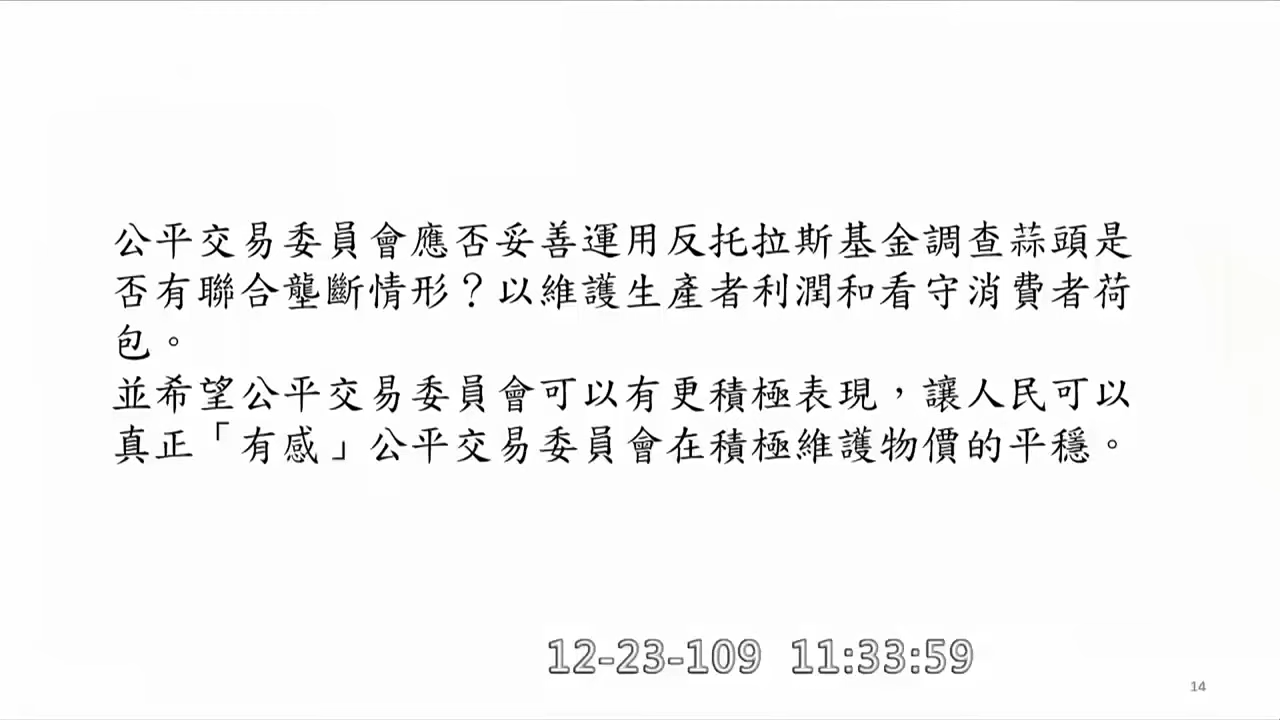 公平交易委員會應否妥善運用反托拉斯基金調查蒜頭是
否有聯合壟斷情形？以維護生產者利潤和看守消費者荷
包。
並希望公平交易委員會可以有更積極表現，讓人民可以
真正「有感」公平交易委員會在積極維護物價的平穩。
12-23-109 11:33:59
14